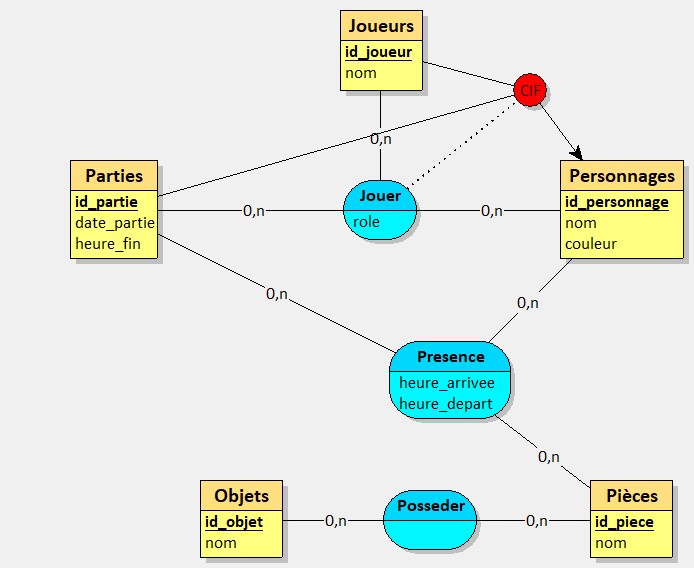 Joueurs
id_joueur
nom
CIF
0,n
Parties
id_partie
date_partie
heure_fin
0,n
Jouer
role
0,n
Personnages
id_personnage
nom
couleur
0,n
0,n
Presence
heure_arrivee
heure_depart
0,n
Objets
id_objet
nom
0,n
Posseder
0,n
Pièces
id_piece
nom